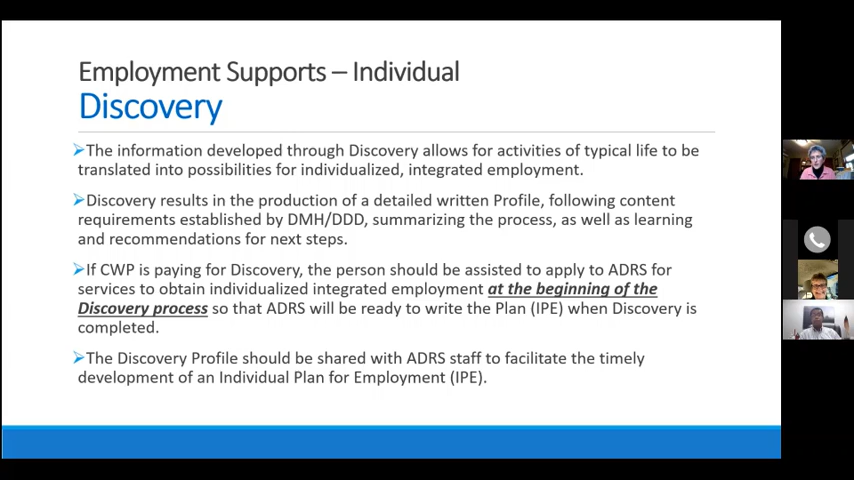 Employment Supports – Individual
Discovery
➤The information developed through Discovery allows for activities of typical life to be
translated into possibilities for individualized, integrated employment.
➤Discovery results in the production of a detailed written Profile, following content
requirements established by DMH/DDD, summarizing the process, as well as learning
and recommendations for next steps.
➤If CWP is paying for Discovery, the person should be assisted to apply to ADRS for
services to obtain individualized integrated employment at the beginning of the
Discovery process so that ADRS will be ready to write the Plan (IPE) when Discovery is
completed.
➤The Discovery Profile should be shared with ADRS staff to facilitate the timely
development of an Individual Plan for Employment (IPE).